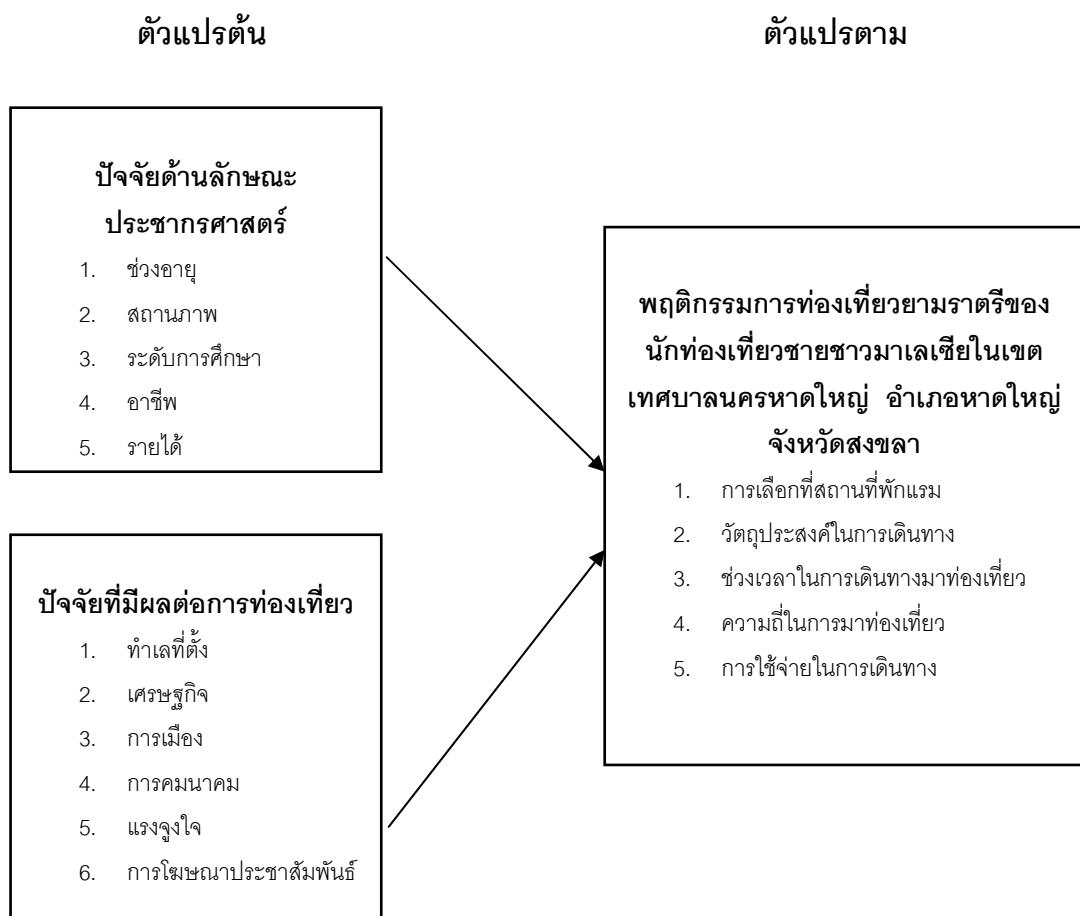 ตัวแปรต้น
ตัวแปรตาม
ปัจจัยด้านลักษณะ
ประชากรศาสตร์
1. ช่วงอายุ
2. สถานภาพ
3. ระดับการศึกษา
4. อาชีพ
5. รายได้
ปัจจัยที่มีผลต่อการท่องเที่ยว
1. ทำเลที่ตั้ง
2. เศรษฐกิจ
3. การเมือง
4. การคมนาคม
5. แรงจูงใจ
6. การโฆษณาประชาสัมพันธ์
พฤติกรรมการท่องเที่ยวยามราตรีของ
นักท่องเที่ยวชายชาวมาเลเซียในเขต
เทศบาลนครหาดใหญ่ อำเภอหาดใหญ่
จังหวัดสงขลา
1. การเลือกที่สถานที่พักแรม
2. วัตถุประสงค์ในการเดินทาง
3. ช่วงเวลาในการเดินทางมาท่องเที่ยว
4. ความถี่ในการมาท่องเที่ยว
5. การใช้จ่ายในการเดินทาง